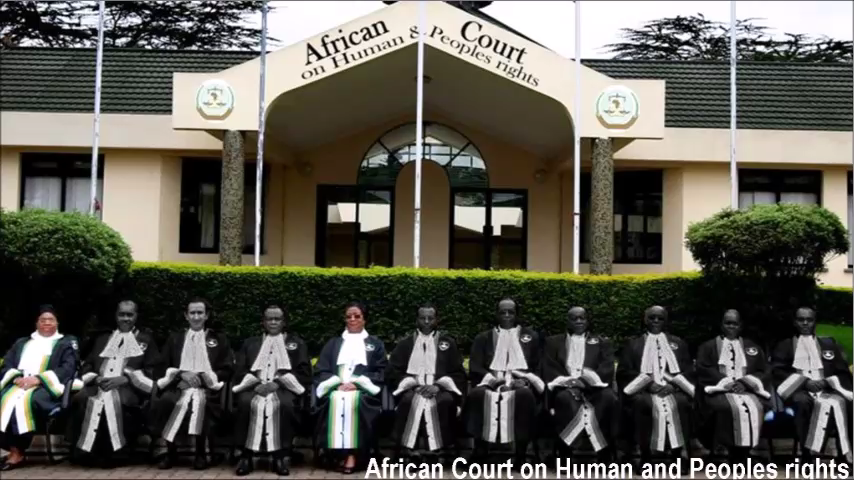 African Court
on Human & Peoples rights
African Court on Human and Peoples rights